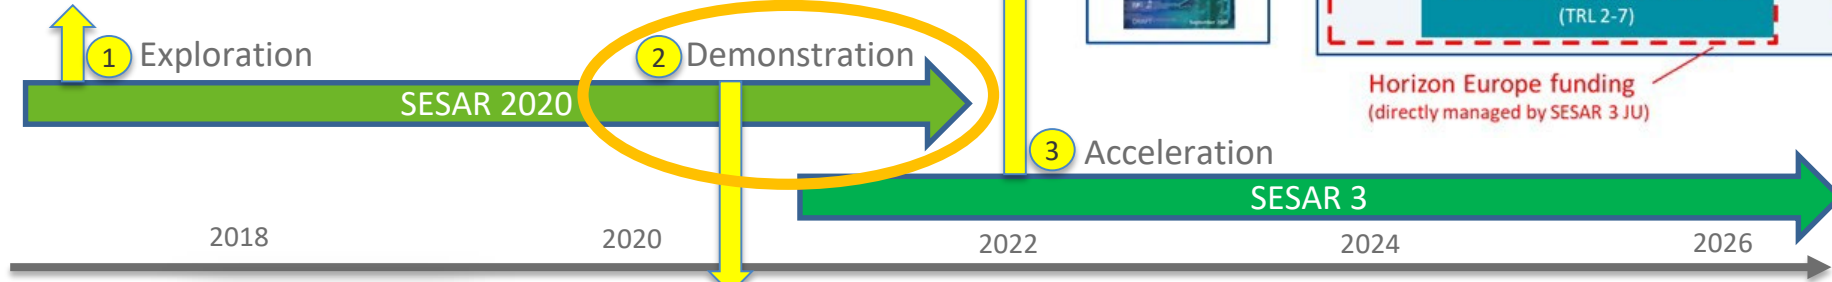 (TRL 2-7)
1 Exploration
2 Demonstration
SESAR 2020
Horizon Europe funding
(directly managed by SESAR 3 JU)
3 Acceleration
SESAR 3
2018 2020 2022 2024 2026